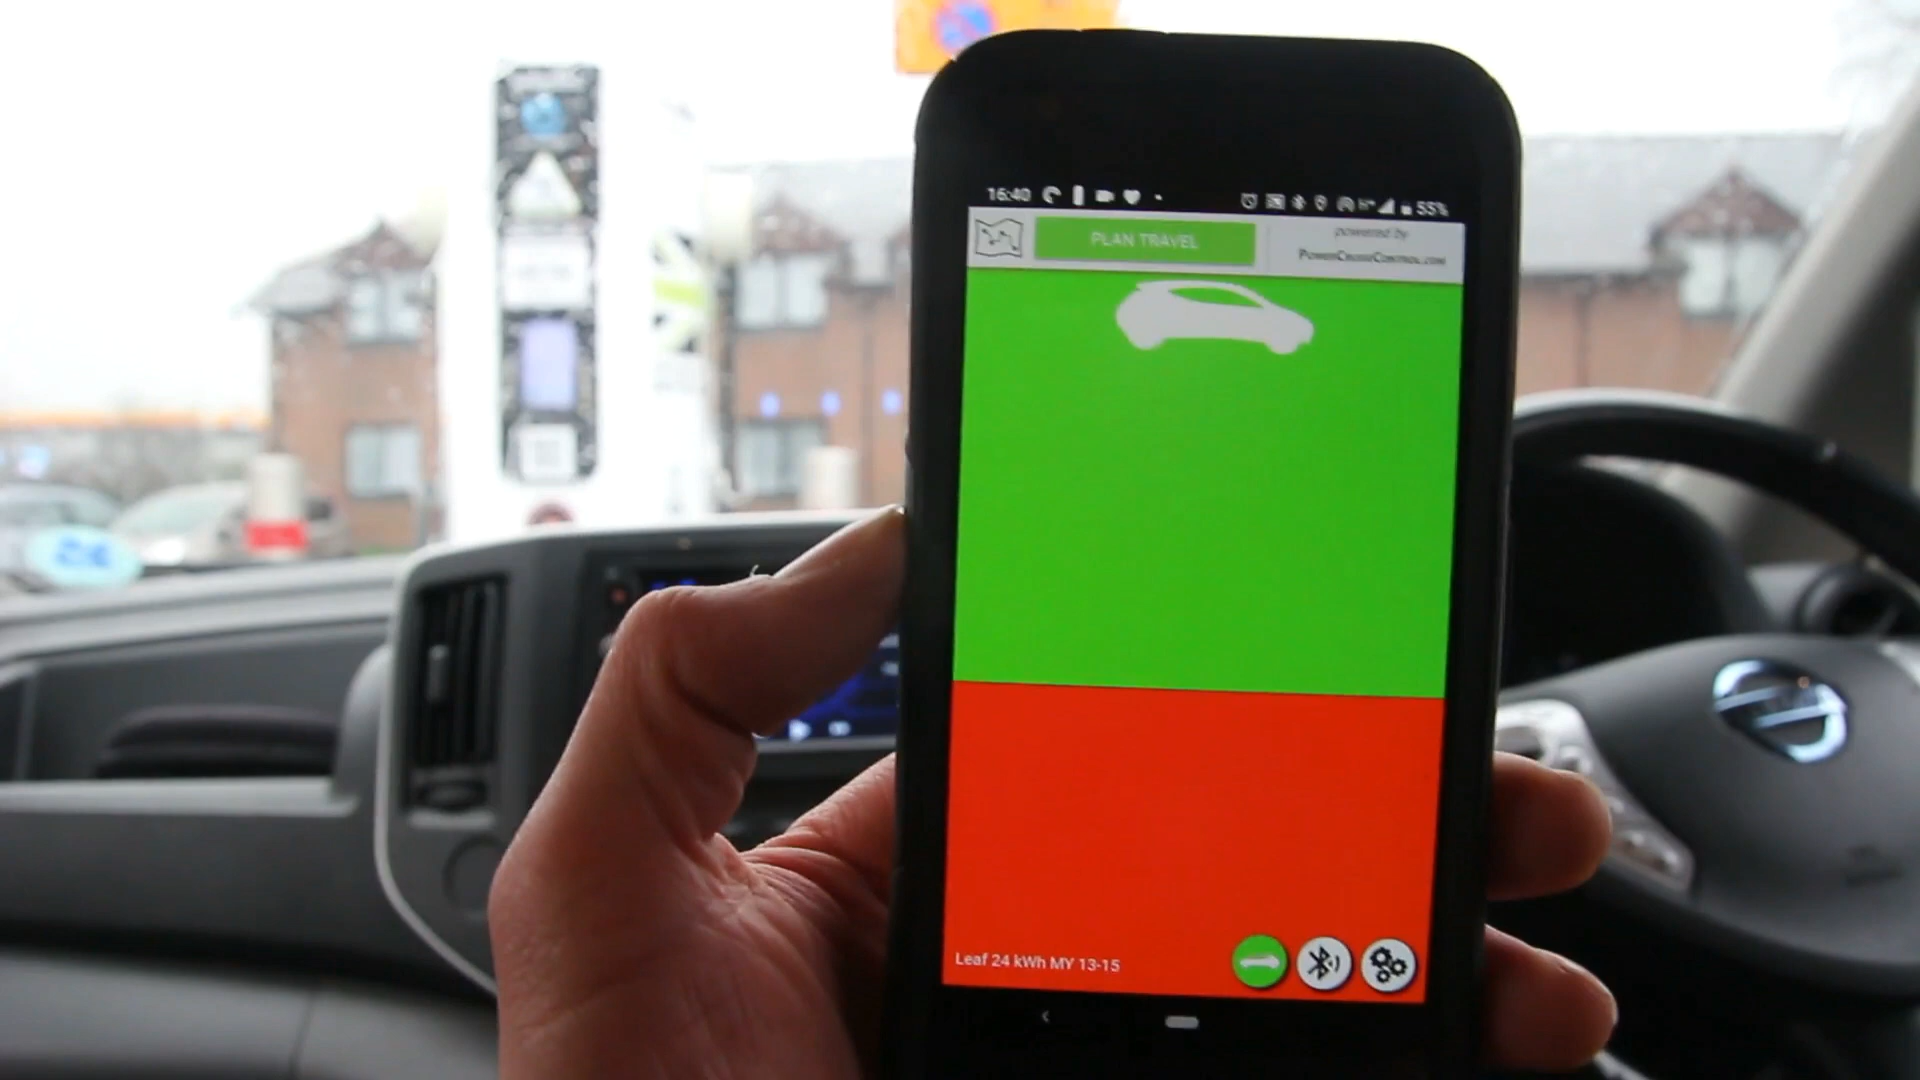 16:40
55%
PLAN TRAVEL
powered by
PowerCruiseControl.com
Leaf 24 kWh MY 13-15